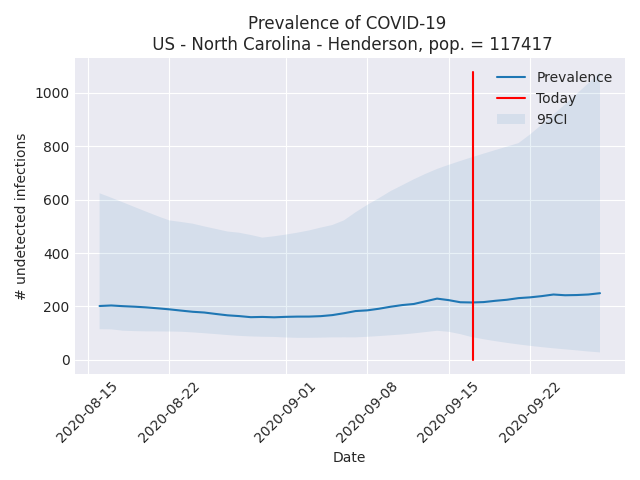 Prevalence of COVID-19
US - North Carolina - Henderson, pop. = 117417
Prevalence
Today
95CI
# undetected infections
1000
800
600
400
200
0
2020-08-15
2020-08-22
2020-09-01
2020-09-08
2020-09-15
2020-09-22
Date